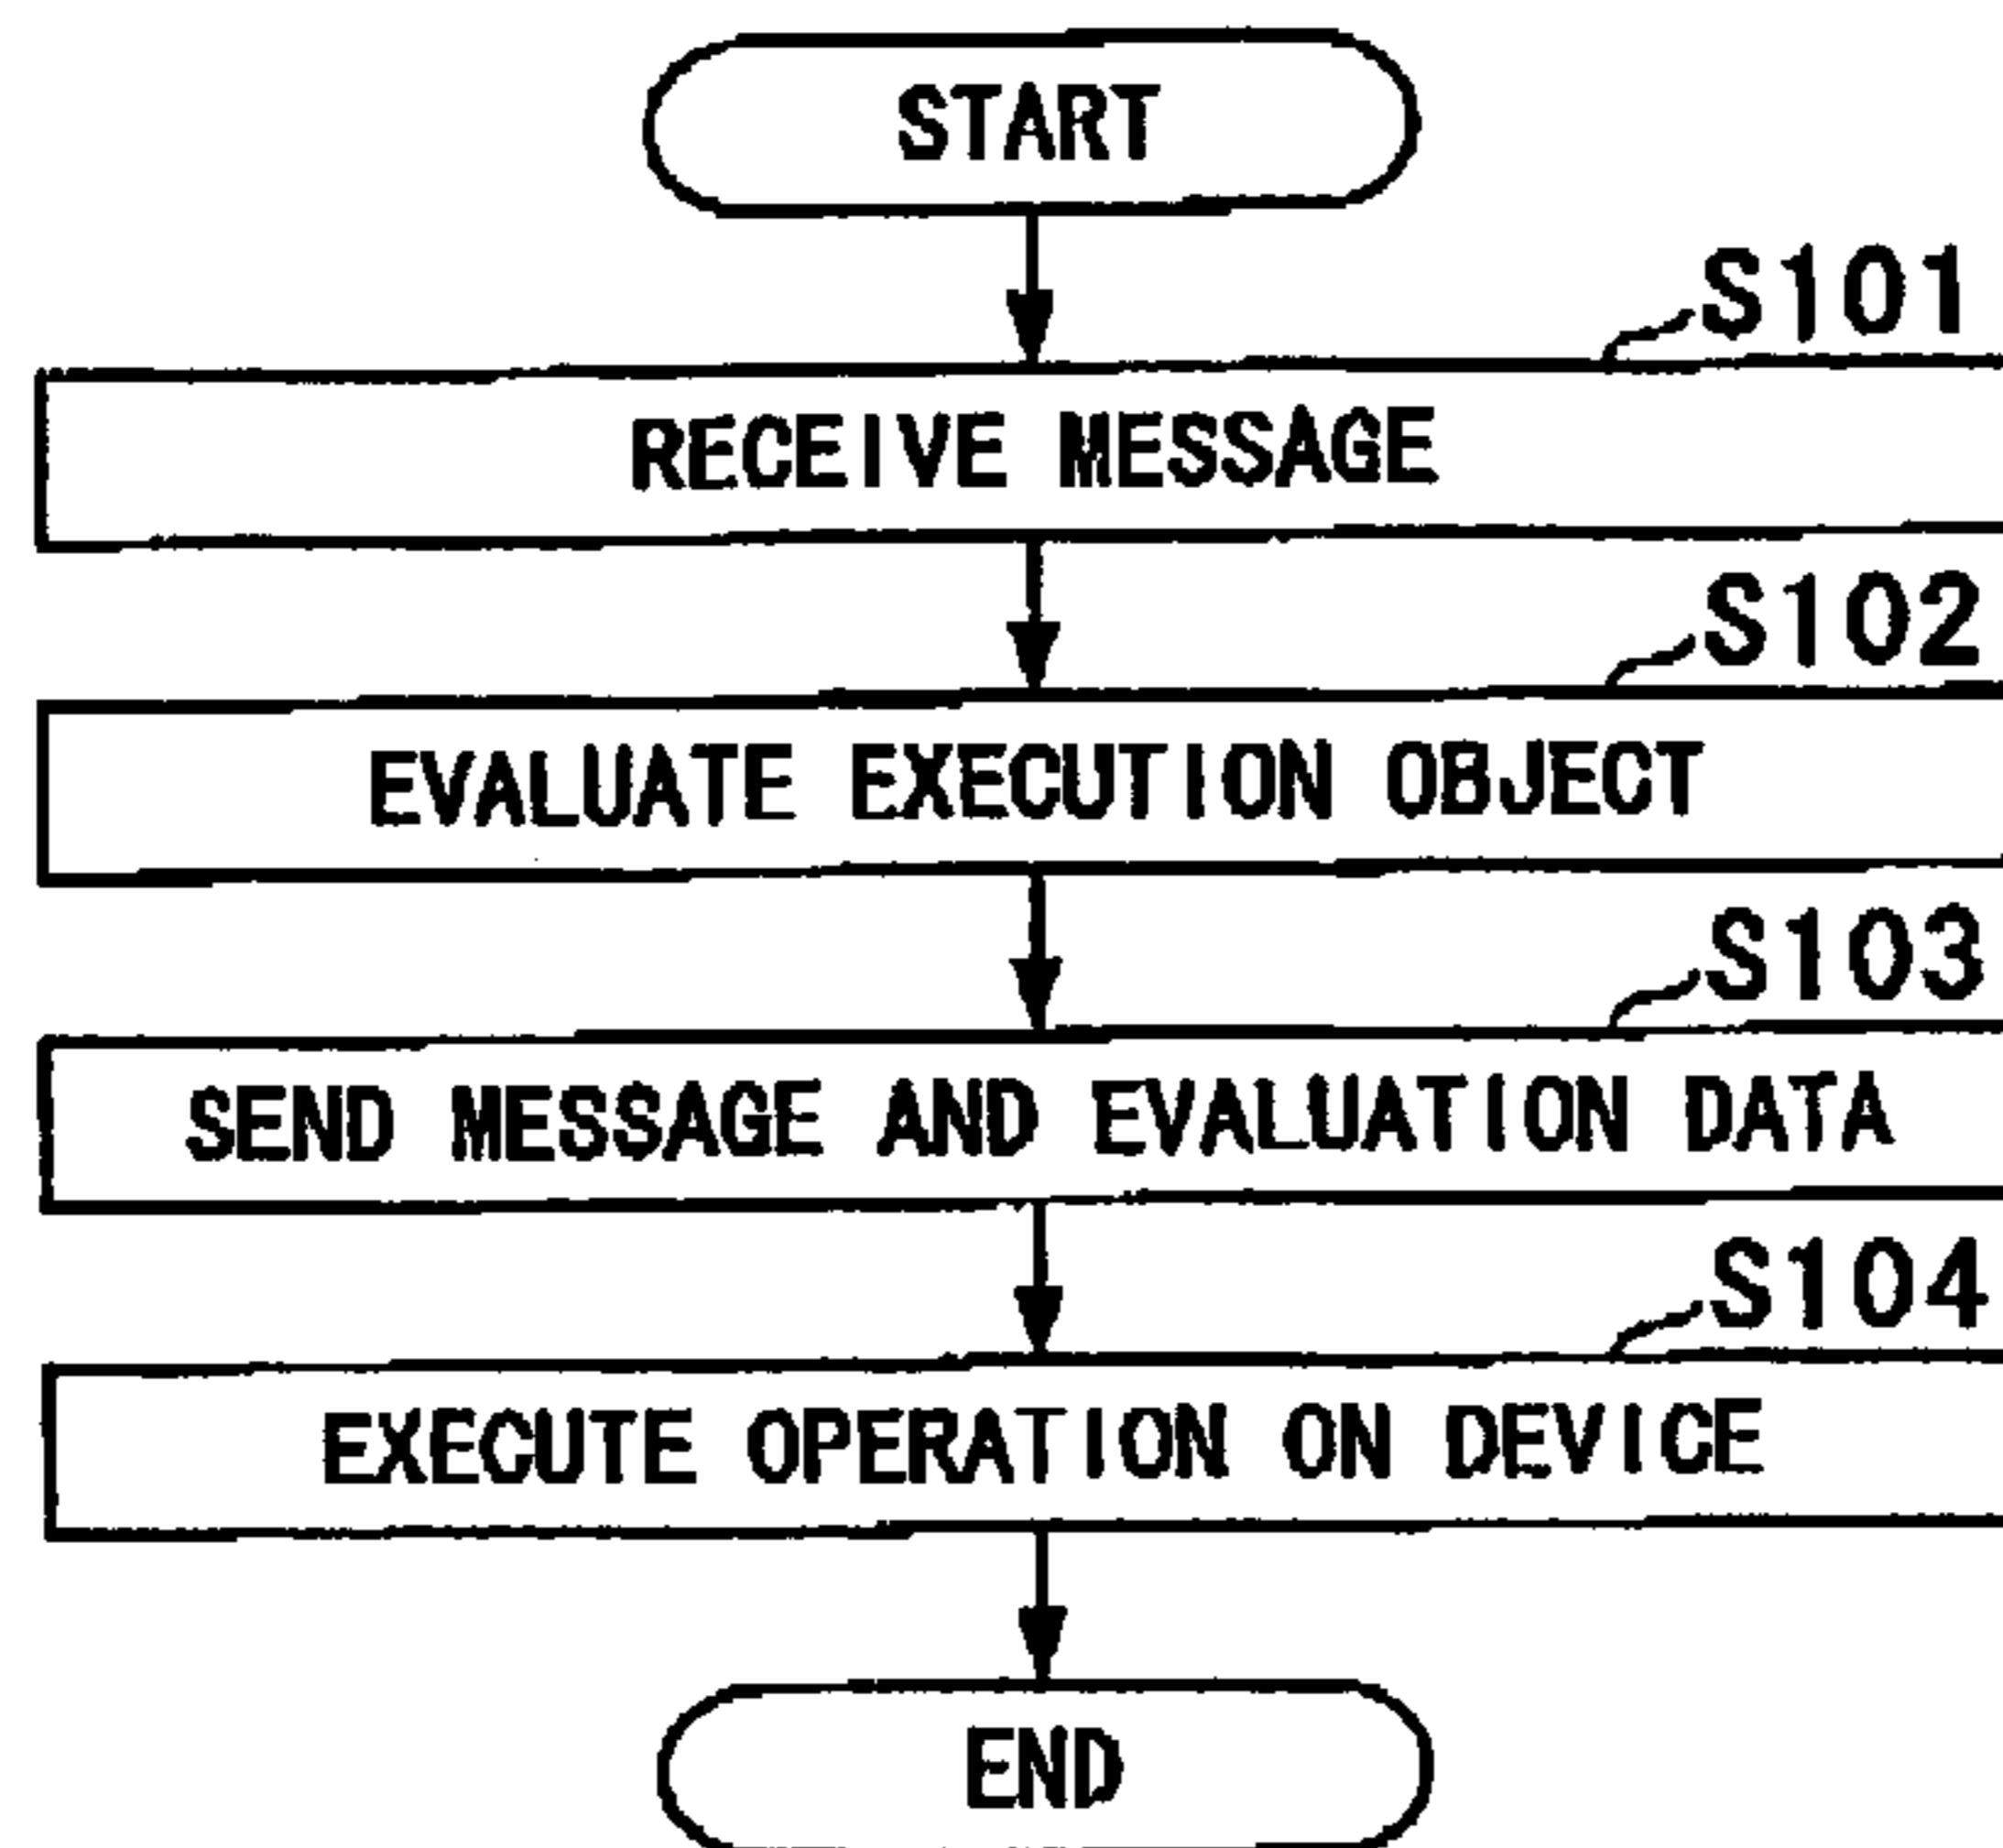 START
S101
RECEIVE MESSAGE
S102
EVALUATE EXECUTION OBJECT
S103
SEND MESSAGE AND EVALUATION DATA
S104
EXECUTE OPERATION ON DEVICE
END